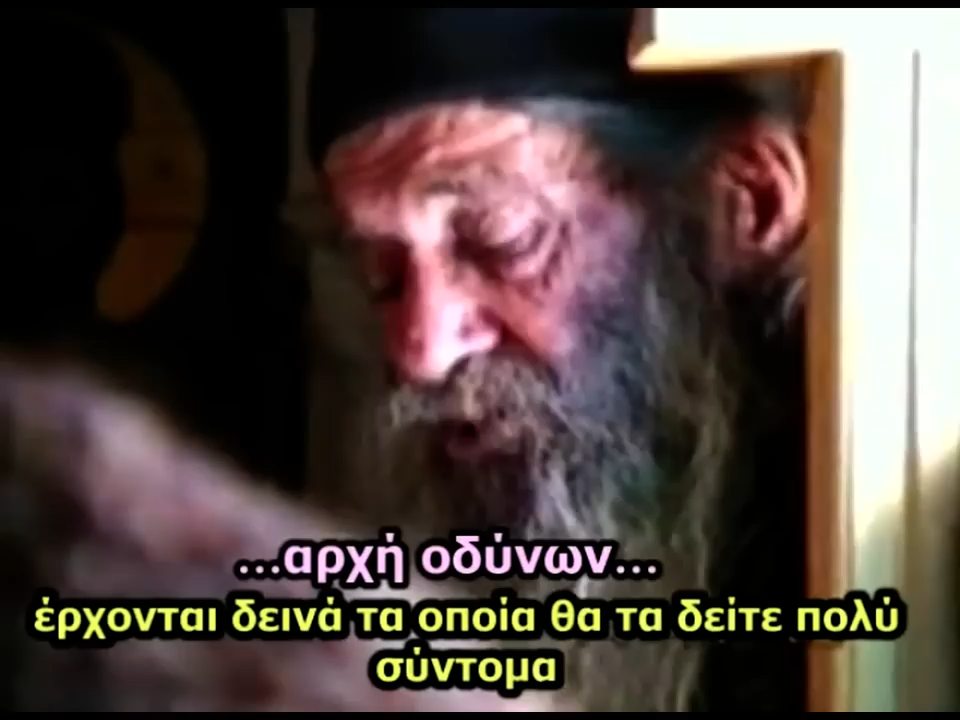 ...αρχή οδύνων...
έρχονται δεινά τα οποία θα τα δείτε πολύ
σύντομα